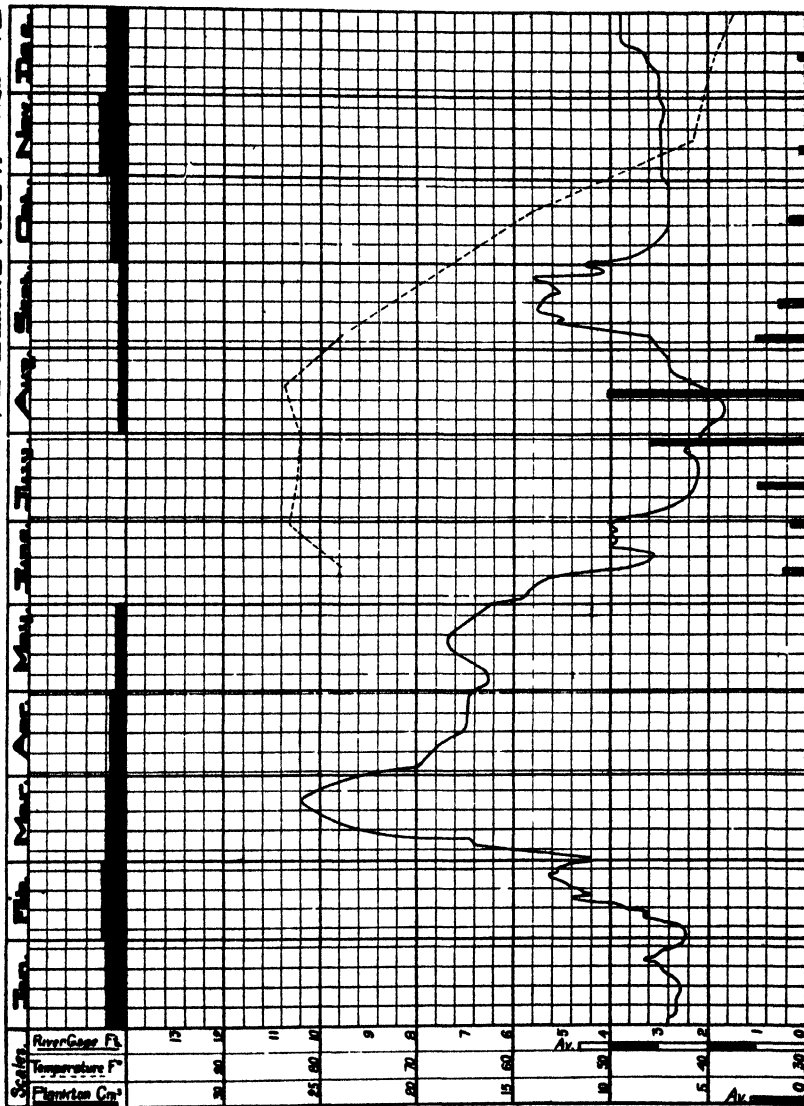 Jan. Feb. Mar. Apr. May. June. July. Aug. Sept. Oct. Nov. Dec.
Scales.
River Gage Ft. 13 12 11 10 9 8 7 6 5 4 3 2 1 0
Av.
Temperature F° 90 80 70 60 50 40 30
Plankton Cm³ 30 25 20 15 10 5 0
Av.